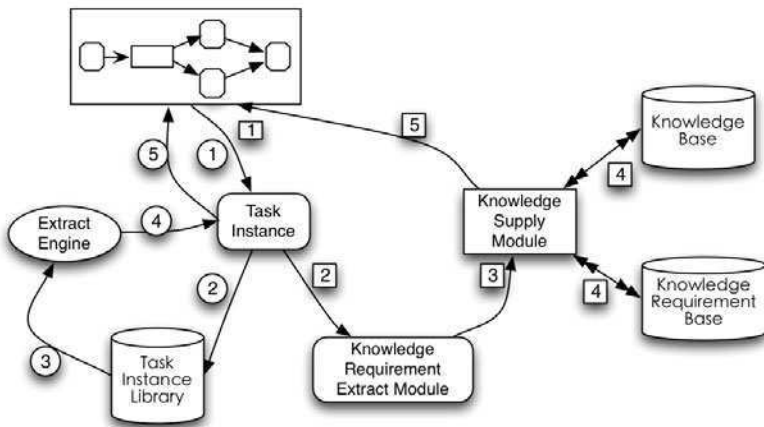 1
5
5
1
Knowledge
Base
4
Task
Instance
Knowledge
Supply
Module
Extract
Engine
4
2
2
3
4
Knowledge
Requirement
Base
3
Task
Instance
Library
Knowledge
Requirement
Extract Module